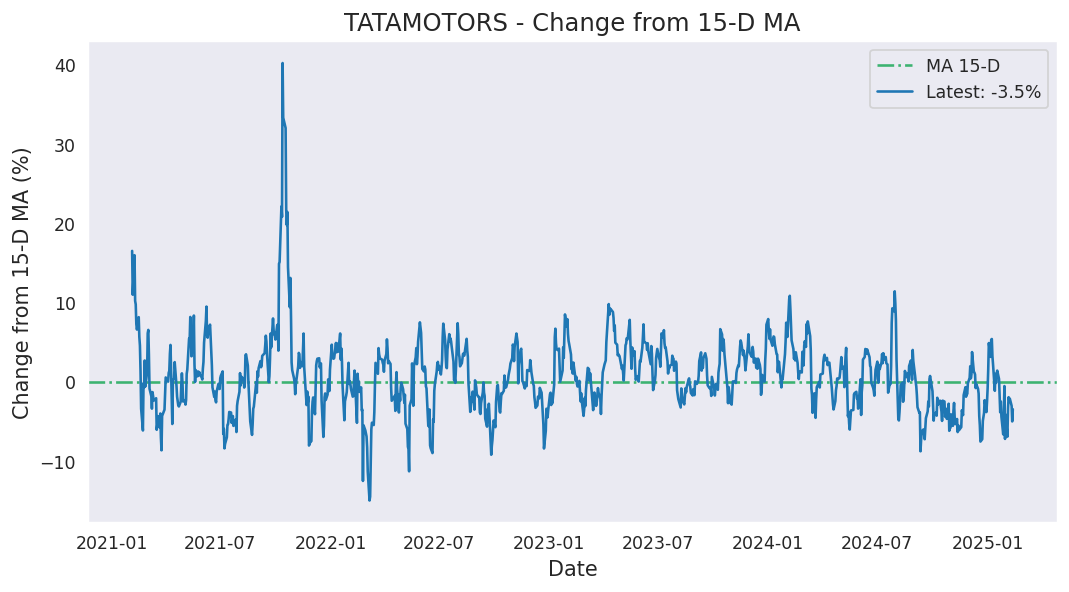 TATAMOTORS - Change from 15-D MA
MA 15-D
Latest: -3.5%
Change from 15-D MA (%)
40
30
20
10
0
−10
2021-01 2021-07 2022-01 2022-07 2023-01 2023-07 2024-01 2024-07 2025-01
Date